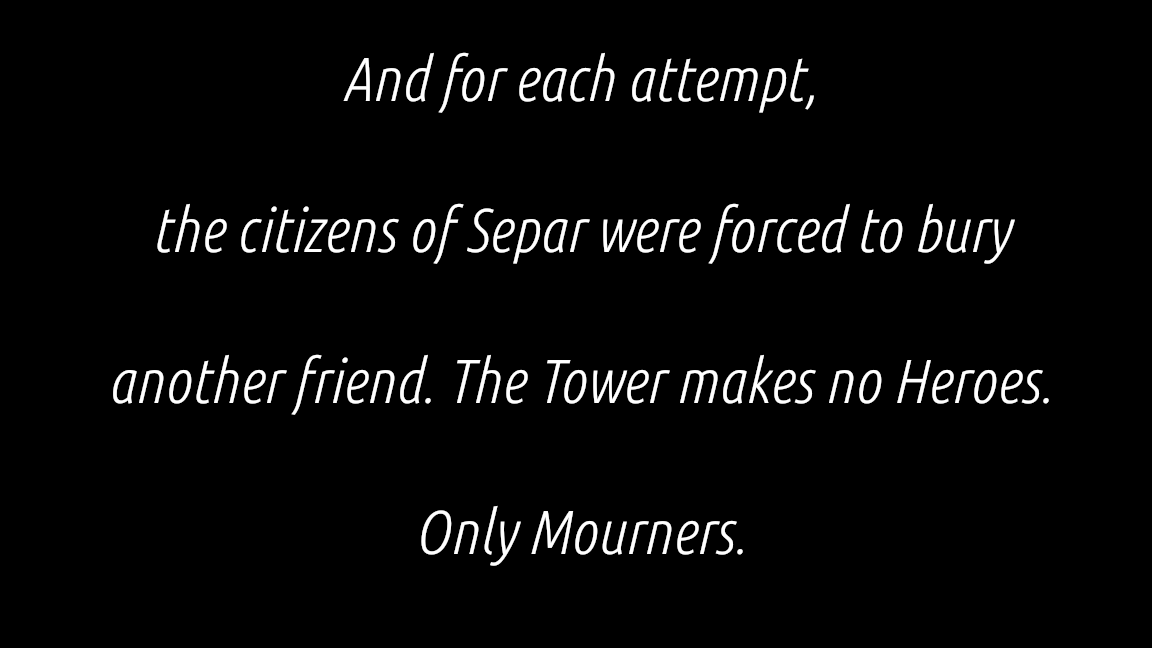 And for each attempt,
the citizens of Separ were forced to bury
another friend. The Tower makes no Heroes.
Only Mourners.